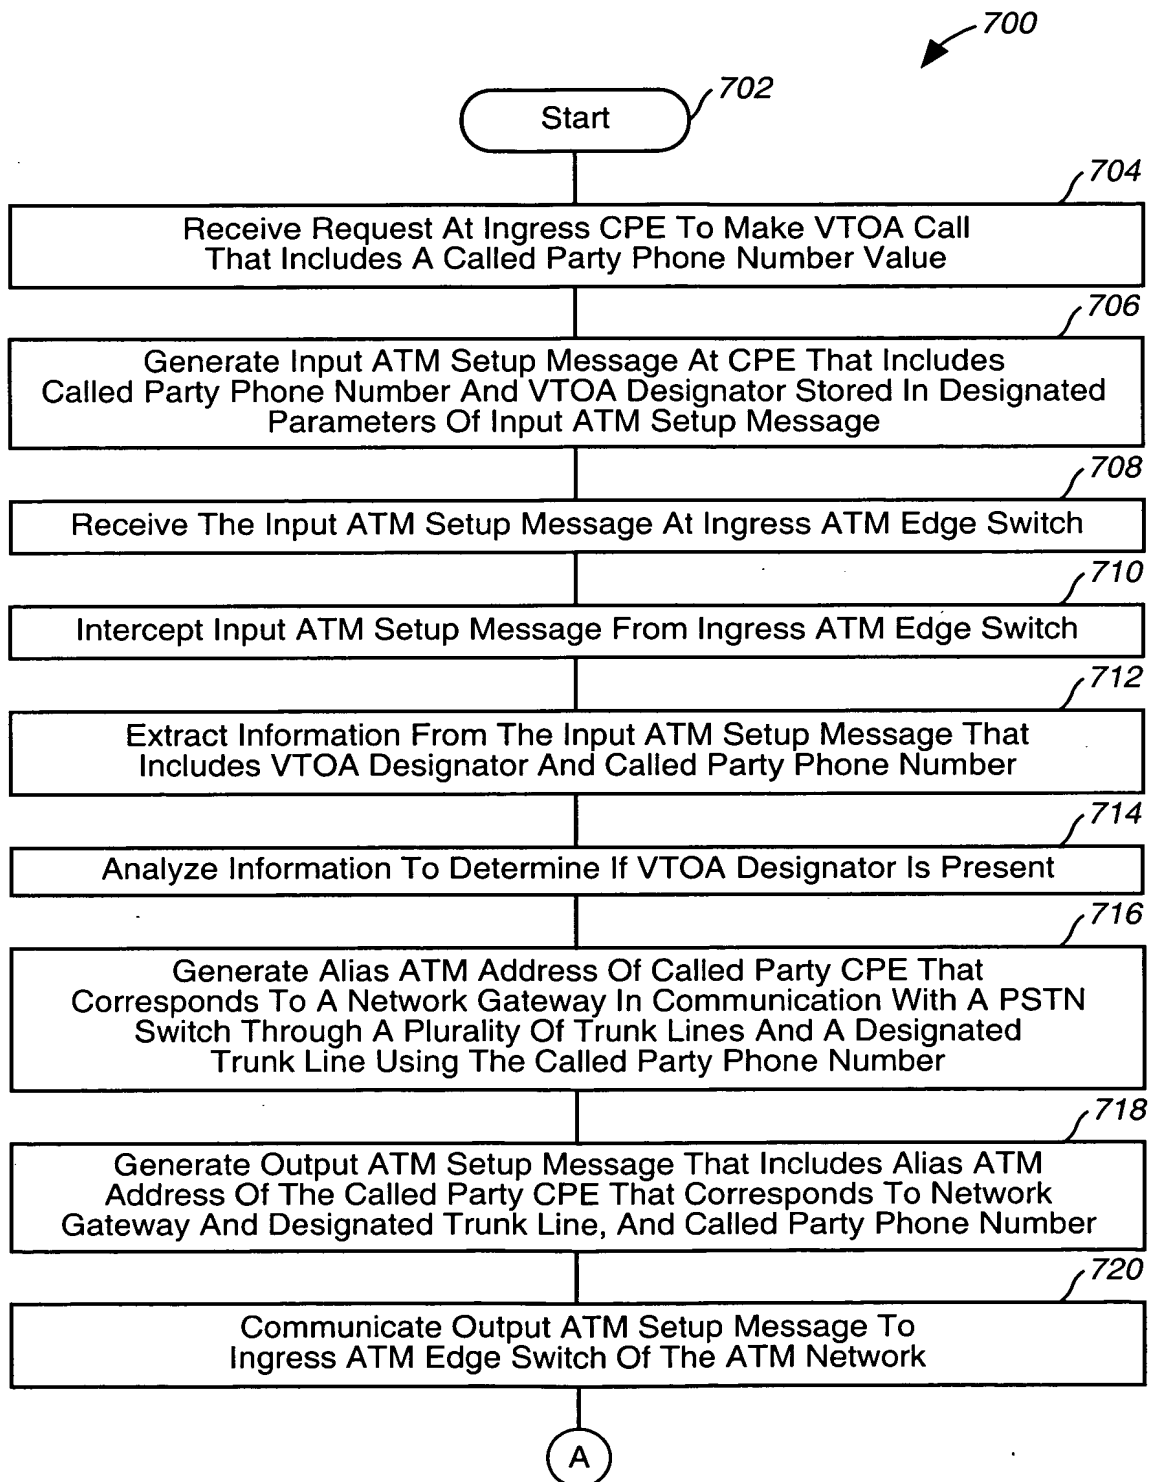 700
702
Start
704
Receive Request At Ingress CPE To Make VTOA Call
That Includes A Called Party Phone Number Value
706
Generate Input ATM Setup Message At CPE That Includes
Called Party Phone Number And VTOA Designator Stored In Designated
Parameters Of Input ATM Setup Message
708
Receive The Input ATM Setup Message At Ingress ATM Edge Switch
710
Intercept Input ATM Setup Message From Ingress ATM Edge Switch
712
Extract Information From The Input ATM Setup Message That
Includes VTOA Designator And Called Party Phone Number
714
Analyze Information To Determine If VTOA Designator Is Present
716
Generate Alias ATM Address Of Called Party CPE That
Corresponds To A Network Gateway In Communication With A PSTN
Switch Through A Plurality Of Trunk Lines And A Designated
Trunk Line Using The Called Party Phone Number
718
Generate Output ATM Setup Message That Includes Alias ATM
Address Of The Called Party CPE That Corresponds To Network
Gateway And Designated Trunk Line, And Called Party Phone Number
720
Communicate Output ATM Setup Message To
Ingress ATM Edge Switch Of The ATM Network
A